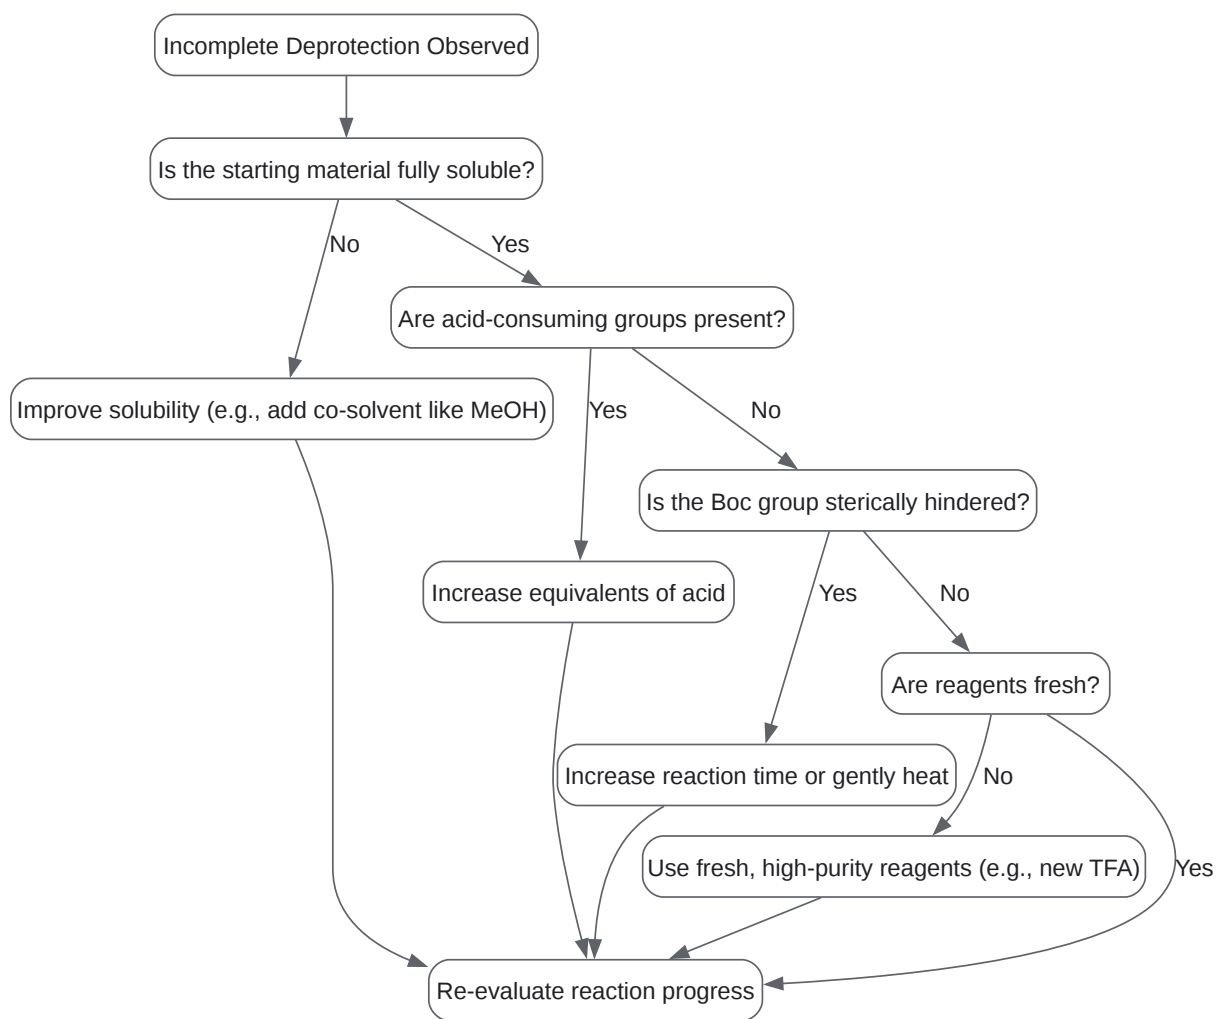 Incomplete Deprotection Observed
Is the starting material fully soluble?
No
Yes
Are acid-consuming groups present?
Improve solubility (e.g., add co-solvent like MeOH)
Yes
No
Is the Boc group sterically hindered?
Increase equivalents of acid
Yes
No
Are reagents fresh?
Increase reaction time or gently heat
No
Use fresh, high-purity reagents (e.g., new TFA)
Yes
Re-evaluate reaction progress